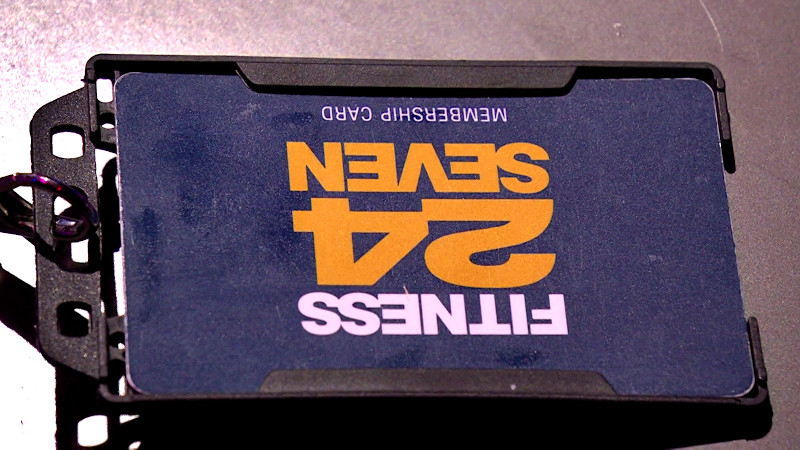 FITNESS
24
SEVEN
MEMBERSHIP CARD